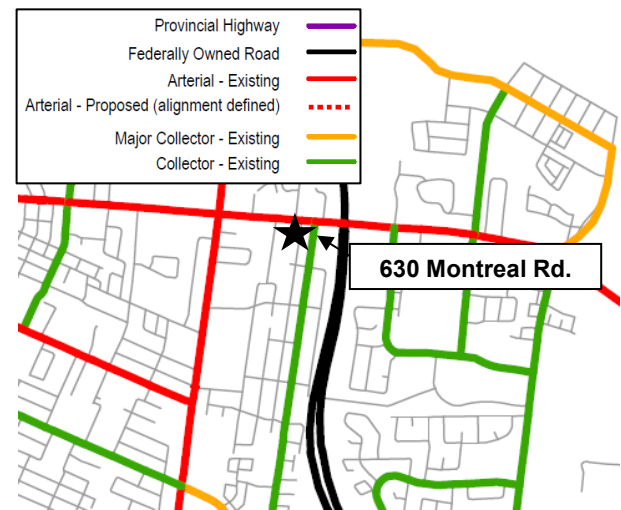 Provincial Highway
Federally Owned Road
Arterial - Existing
Arterial - Proposed (alignment defined)
Major Collector - Existing
Collector - Existing
630 Montreal Rd.